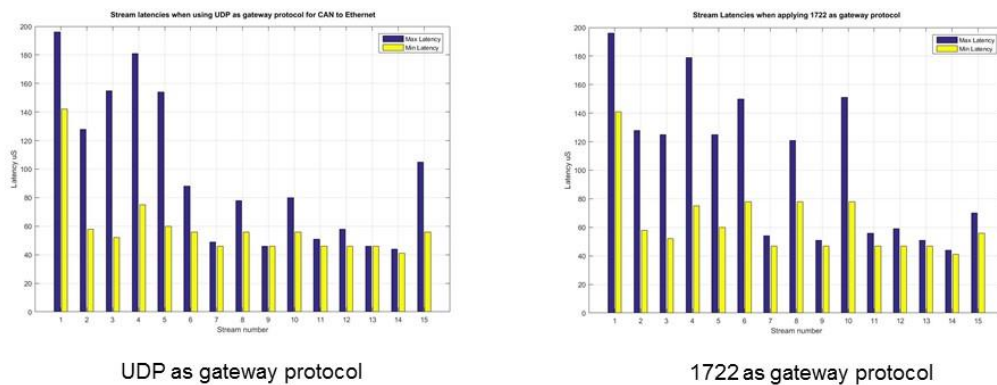 Stream latencies when using UDP as gateway protocol for CAN to Ethernet
200
180
160
140
120
100
80
60
40
20
0
Latency uS
Max Latency
Min Latency
1 2 3 4 5 6 7 8 9 10 11 12 13 14 15
Stream number
UDP as gateway protocol
Stream Latencies when applying 1722 as gateway protocol
200
180
160
140
120
100
80
60
40
20
0
Latency uS
Max Latency
Min Latency
1 2 3 4 5 6 7 8 9 10 11 12 13 14 15
Stream number
1722 as gateway protocol